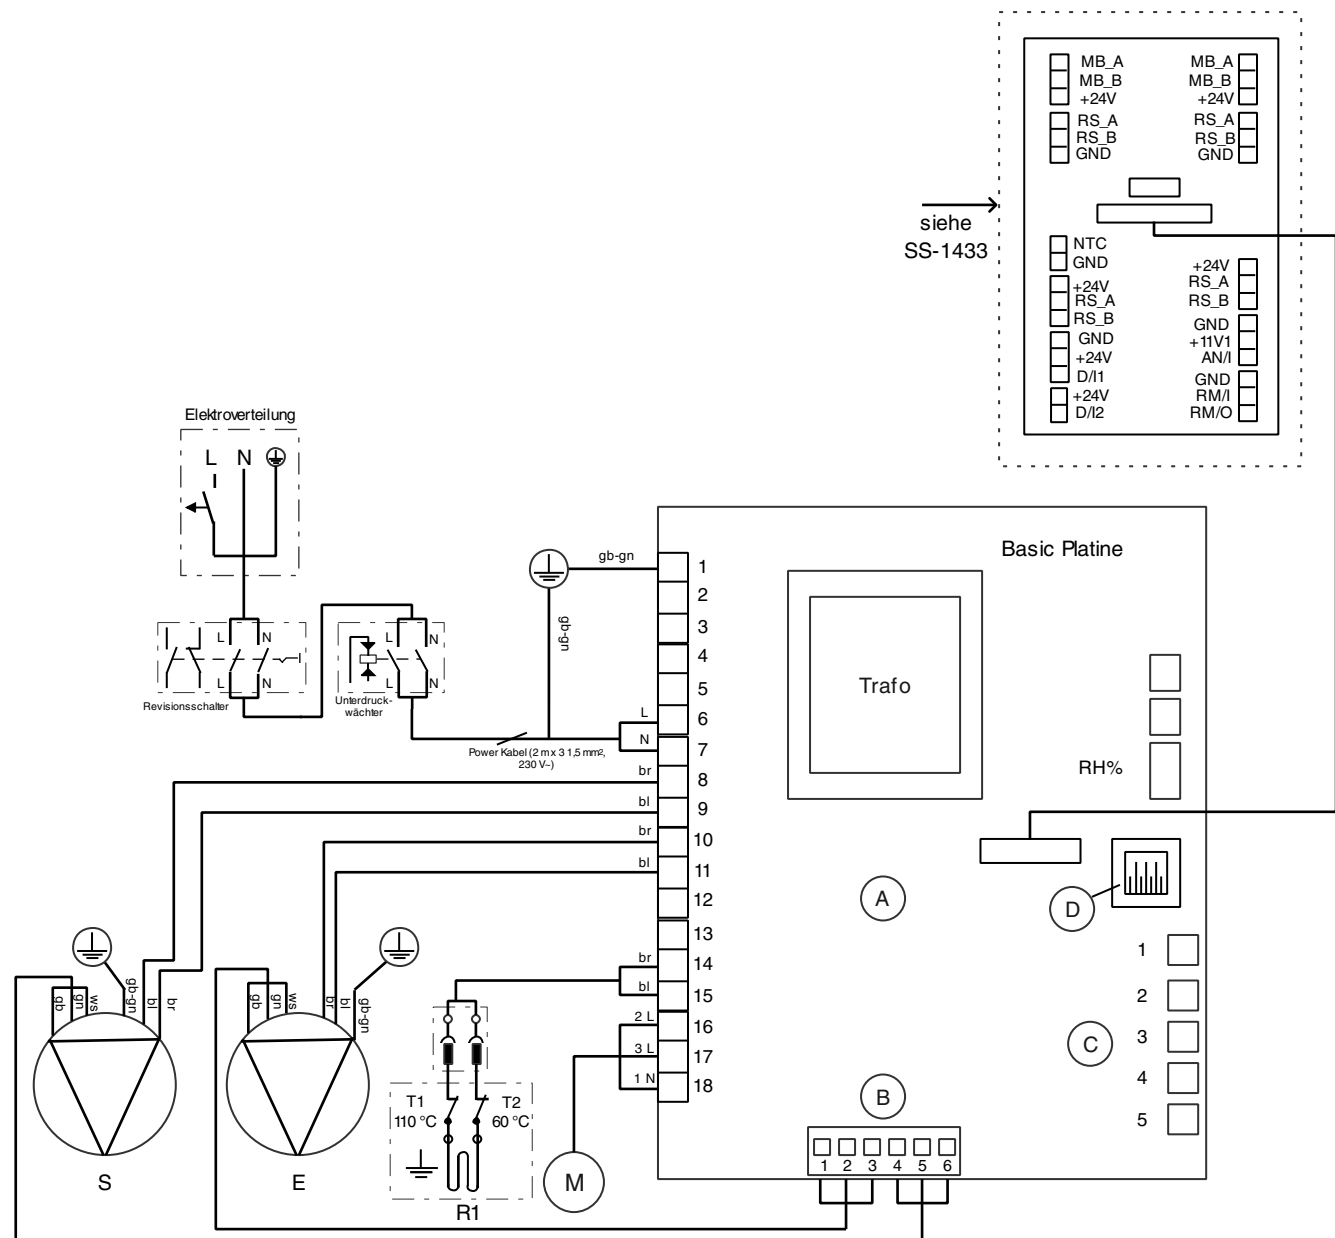 MB_A
MB_B
+24V
RS_A
RS_B
GND
MB_A
MB_B
+24V
RS_A
RS_B
GND
siehe
SS-1433
NTC
GND
+24V
RS_A
RS_B
GND
+24V
D/I1
+24V
D/I2
+24V
RS_A
RS_B
GND
+11V1
AN/I
GND
RM/I
RM/O
Elektroverteilung
L N
L N
L N
Revisionsschalter
L N
L N
Unterdruck-
wächter
gb-gn
gb-gn
L
N
Power Kabel (2 m x 3 1,5 mm²,
230 V~)
br
bl
br
bl
br
bl
2 L
3 L
1 N
1
2
3
4
5
6
7
8
9
10
11
12
13
14
15
16
17
18
Basic Platine
Trafo
RH%
A
D
C
B
1
2
3
4
5
1 2 3 4 5 6
gb gn ws gb-gn bl br
S
gb gn ws br bl gb-gn
E
T1
110 °C
T2
60 °C
R1
M